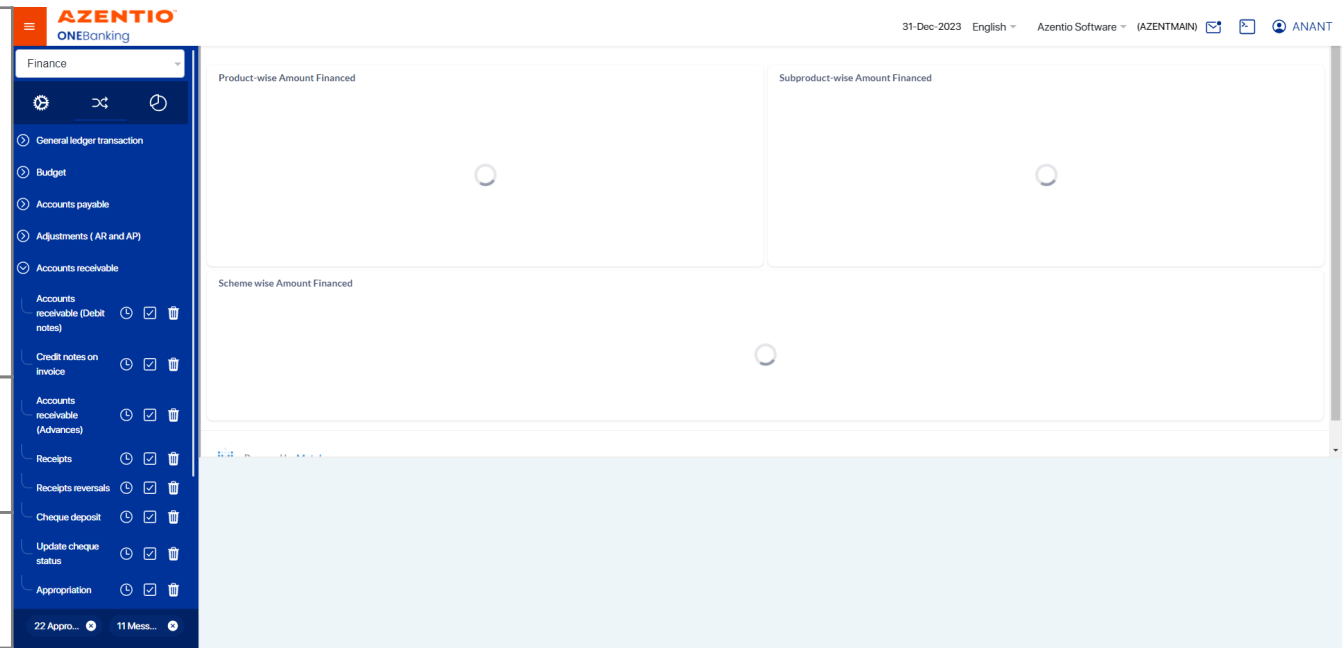 AZENTIO
ONEBanking
31-Dec-2023 English Azentio Software (AZENTMAIN) ANANT
Finance
General ledger transaction
Budget
Accounts payable
Adjustments ( AR and AP)
Accounts receivable
Accounts
receivable (Debit
notes)
Credit notes on
invoice
Accounts
receivable
(Advances)
Receipts
Receipts reversals
Cheque deposit
Update cheque
status
Appropriation
22 Appro... 11 Mess...
Product-wise Amount Financed
Subproduct-wise Amount Financed
Scheme wise Amount Financed